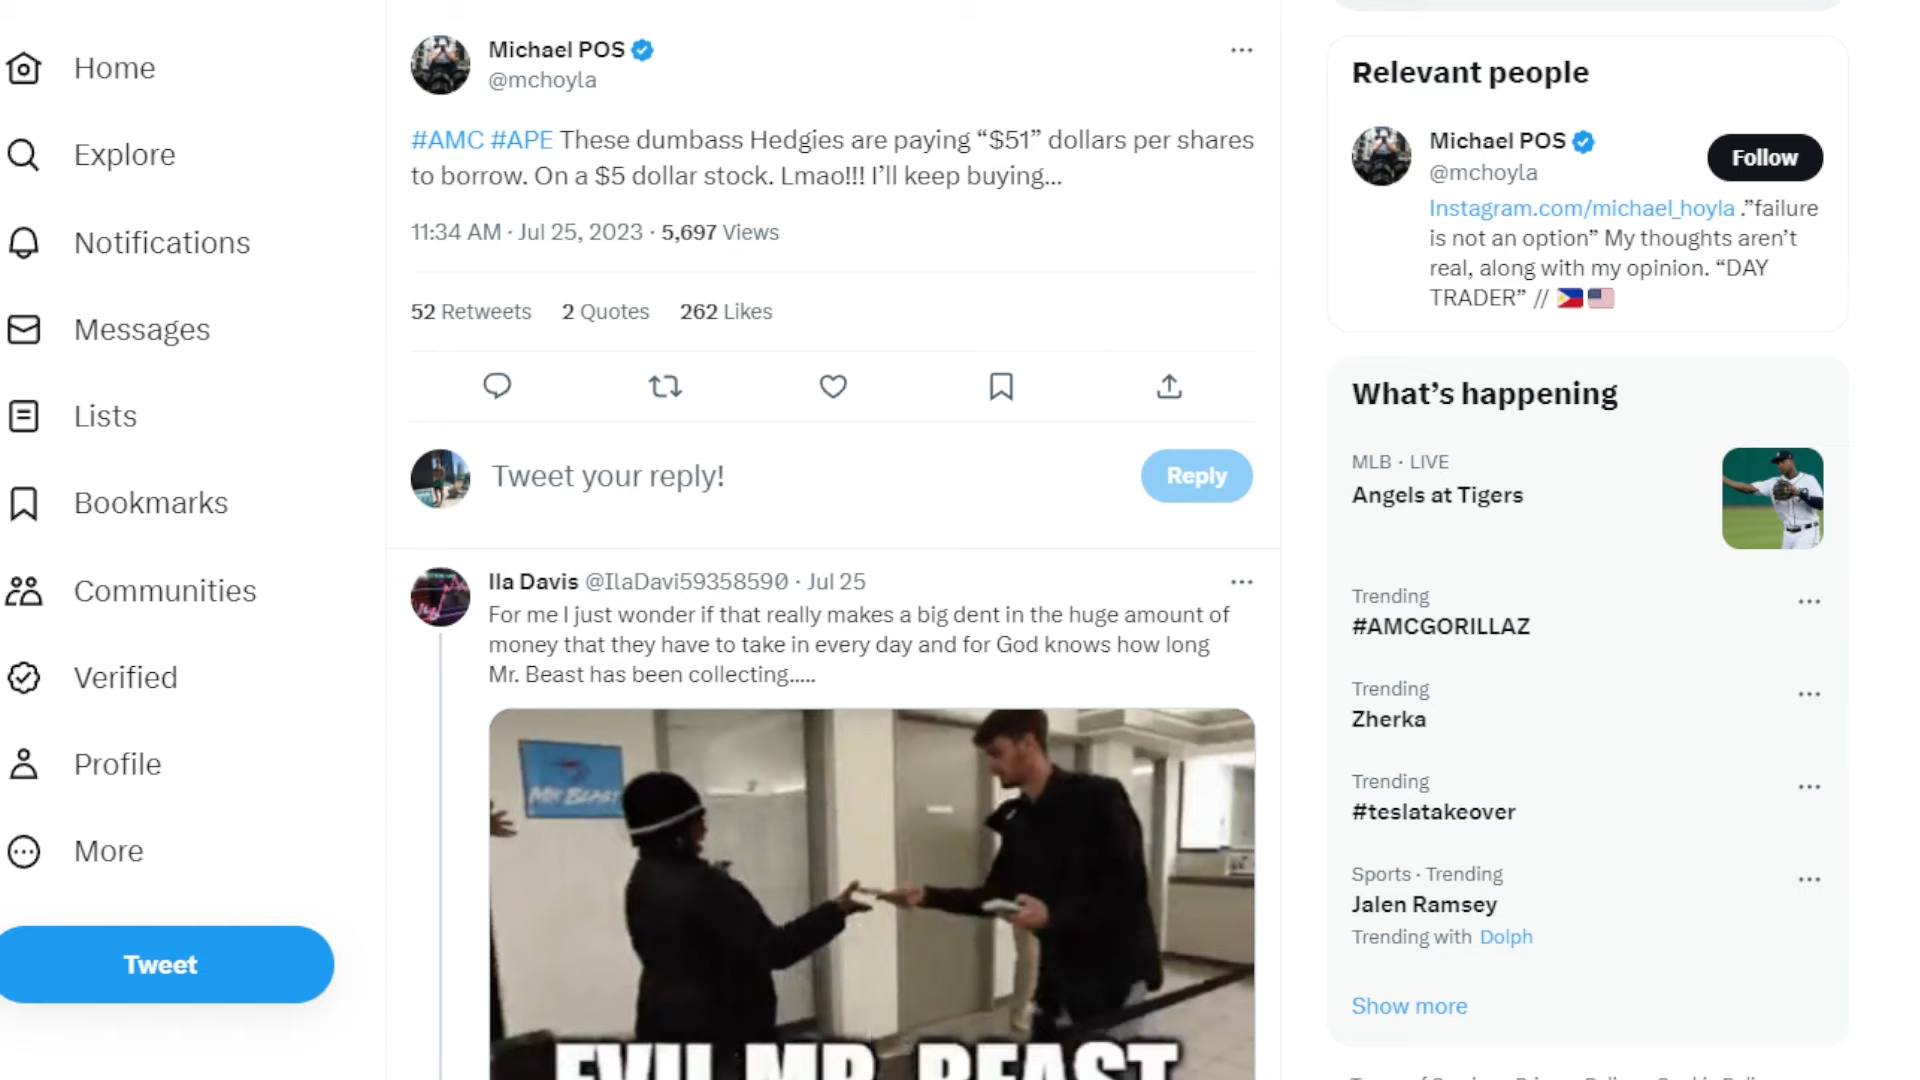 Home
Explore
Notifications
Messages
Lists
Bookmarks
Communities
Verified
Profile
More
Tweet
Michael POS
@mchoyla
#AMC #APE These dumbass Hedgies are paying “$51” dollars per shares
to borrow. On a $5 dollar stock. Lmao!!! I’ll keep buying...
11:34 AM · Jul 25, 2023 · 5,697 Views
52 Retweets 2 Quotes 262 Likes
Tweet your reply!
Reply
Ila Davis @IlaDavi59358590 · Jul 25
For me I just wonder if that really makes a big dent in the huge amount of
money that they have to take in every day and for God knows how long
Mr. Beast has been collecting.....
MR BEAST
EVIL MR. BEAST
Relevant people
Michael POS
@mchoyla
Follow
Instagram.com/michael_hoyla .”failure
is not an option” My thoughts aren’t
real, along with my opinion. “DAY
TRADER” //
What’s happening
MLB · LIVE
Angels at Tigers
Trending
#AMCGORILLAZ
Trending
Zherka
Trending
#teslatakeover
Sports · Trending
Jalen Ramsey
Trending with Dolph
Show more